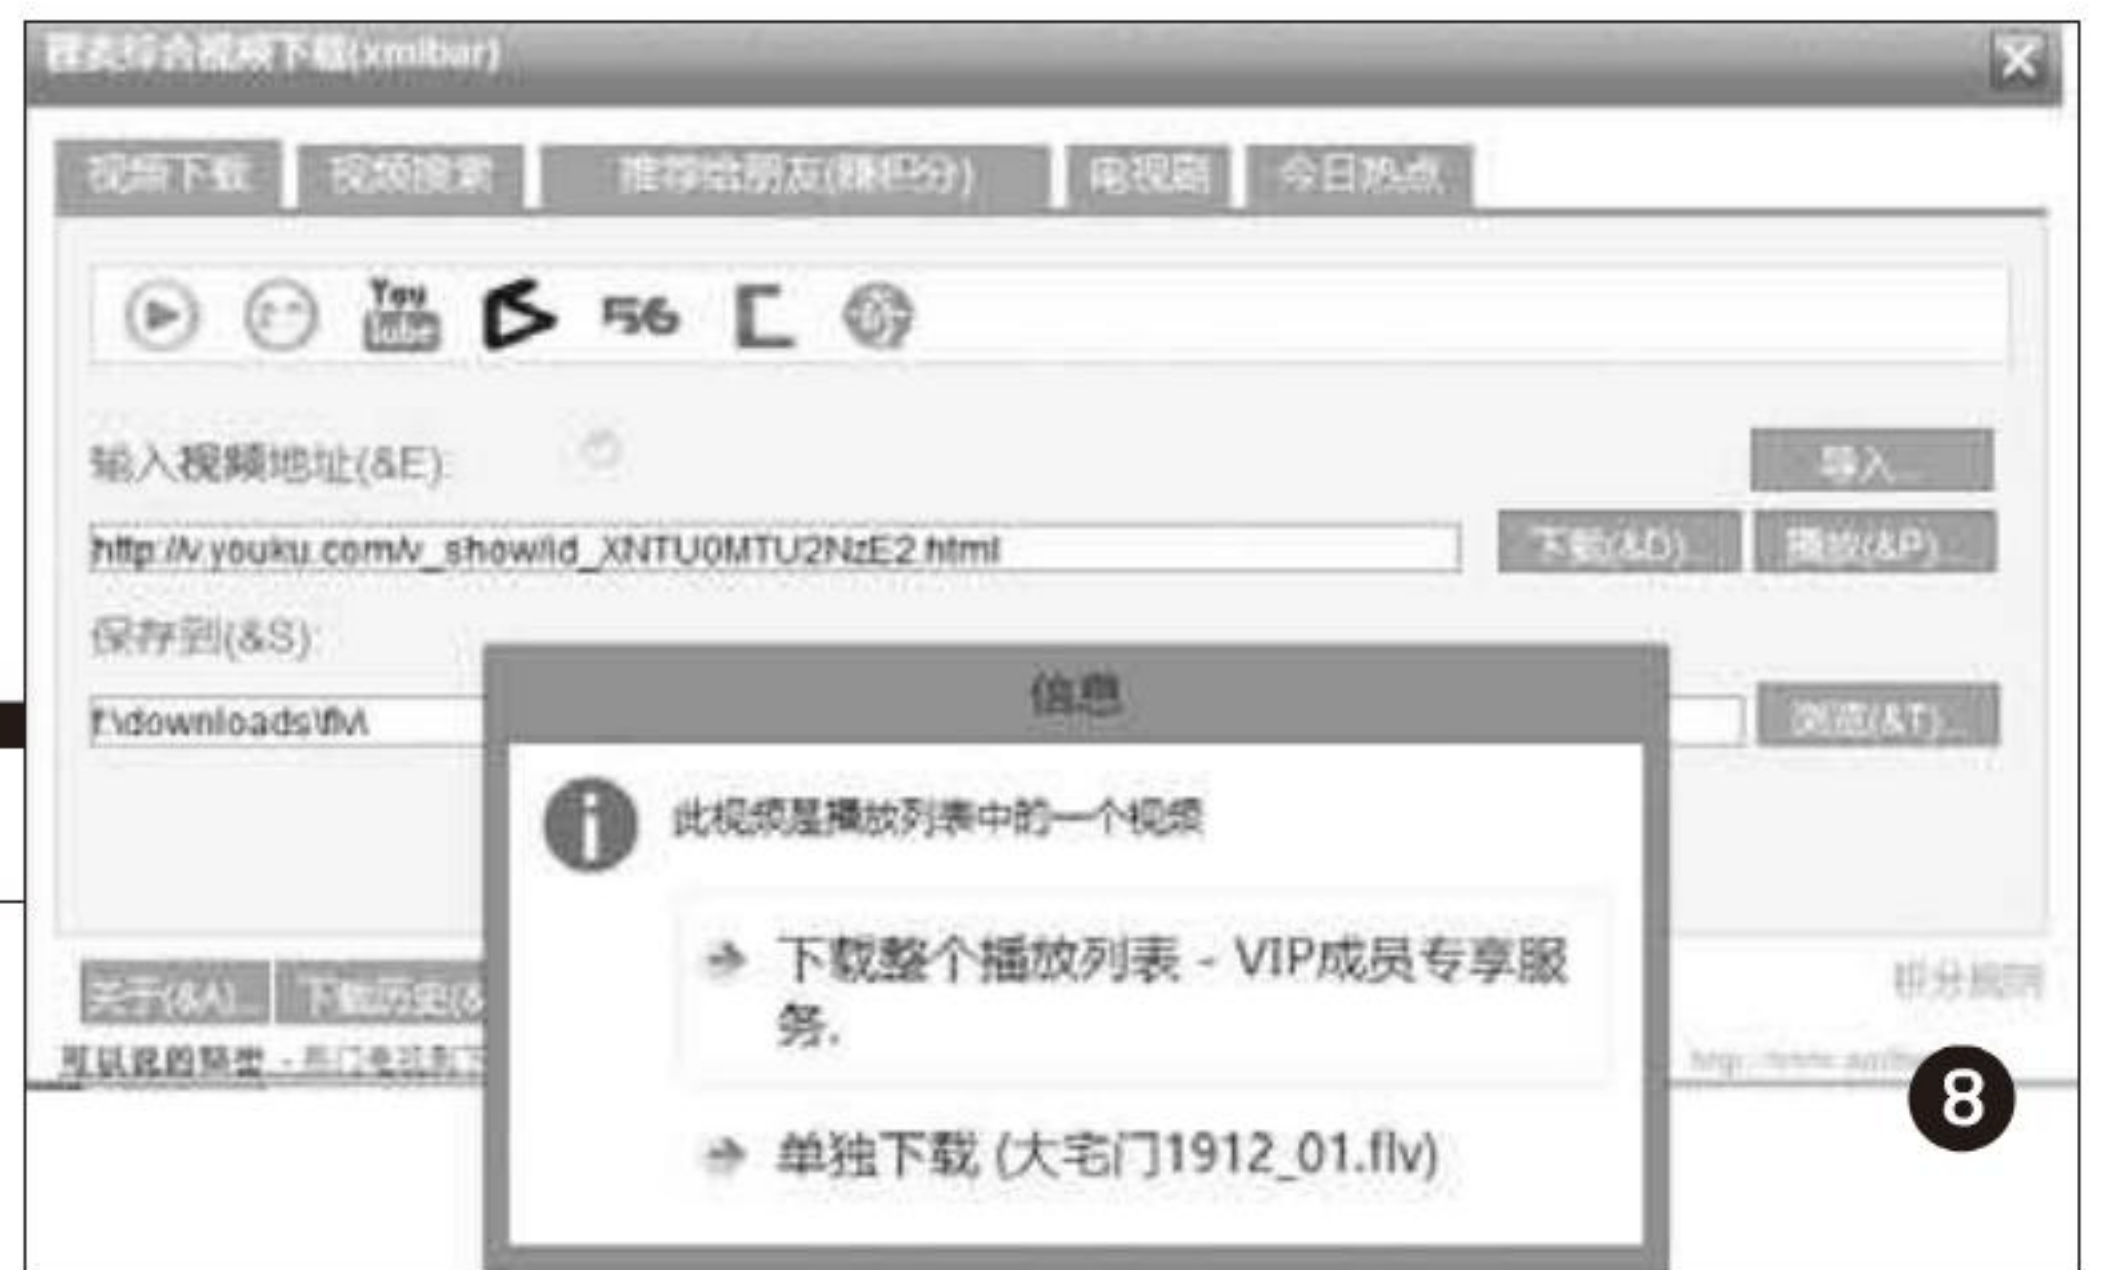 综合视频下载(xmlbar)
视频下载 视频搜索 推荐给朋友(赚积分) 电视剧 今日热点
You
Tube 56
输入视频地址(&E):
导入...
http://v.youku.com/v_show/id_XNTU0MTU2NzE2.html 下载(&D)... 播放(&P)...
保存到(&S):
f:\downloads\flv\ 浏览(&T)...
信息
此视频是播放列表中的一个视频
下载整个播放列表 - VIP成员专享服
务.
单独下载 (大宅门1912_01.flv)
关于(&A)... 下载历史(& 积分规则
8